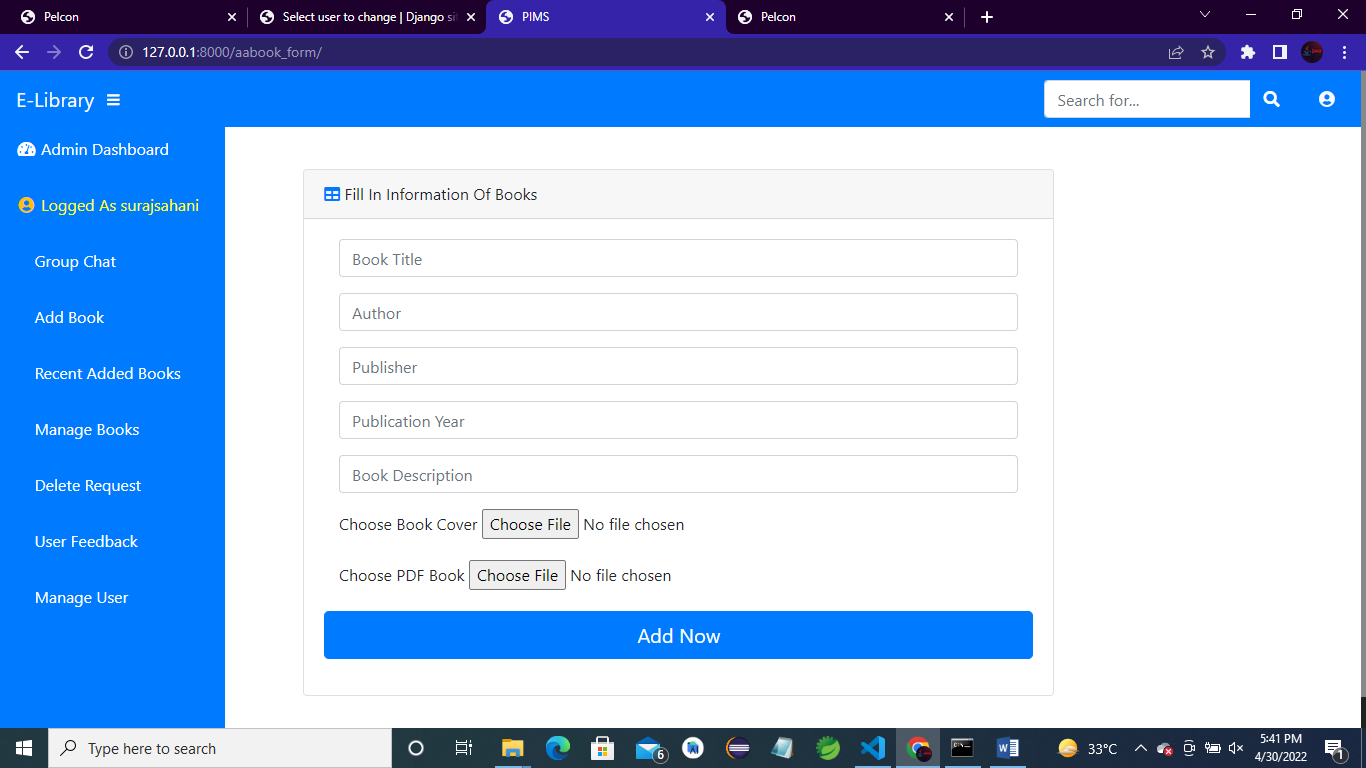 Pelcon
Select user to change | Django si
PIMS
Pelcon
127.0.0.1:8000/aabook_form/
E-Library
Search for...
Admin Dashboard
Logged As surajsahani
Group Chat
Add Book
Recent Added Books
Manage Books
Delete Request
User Feedback
Manage User
Fill In Information Of Books
Book Title
Author
Publisher
Publication Year
Book Description
Choose Book Cover Choose File No file chosen
Choose PDF Book Choose File No file chosen
Add Now
Type here to search
6
33°C
5:41 PM
4/30/2022
1